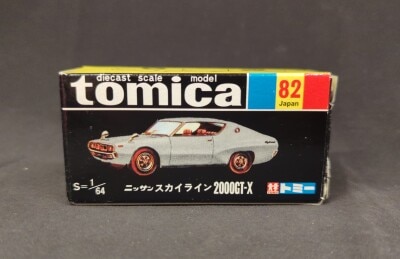 diecast scale model
tomica
82
Japan
S=1/64
ニッサンスカイライン2000GT-X
トミー